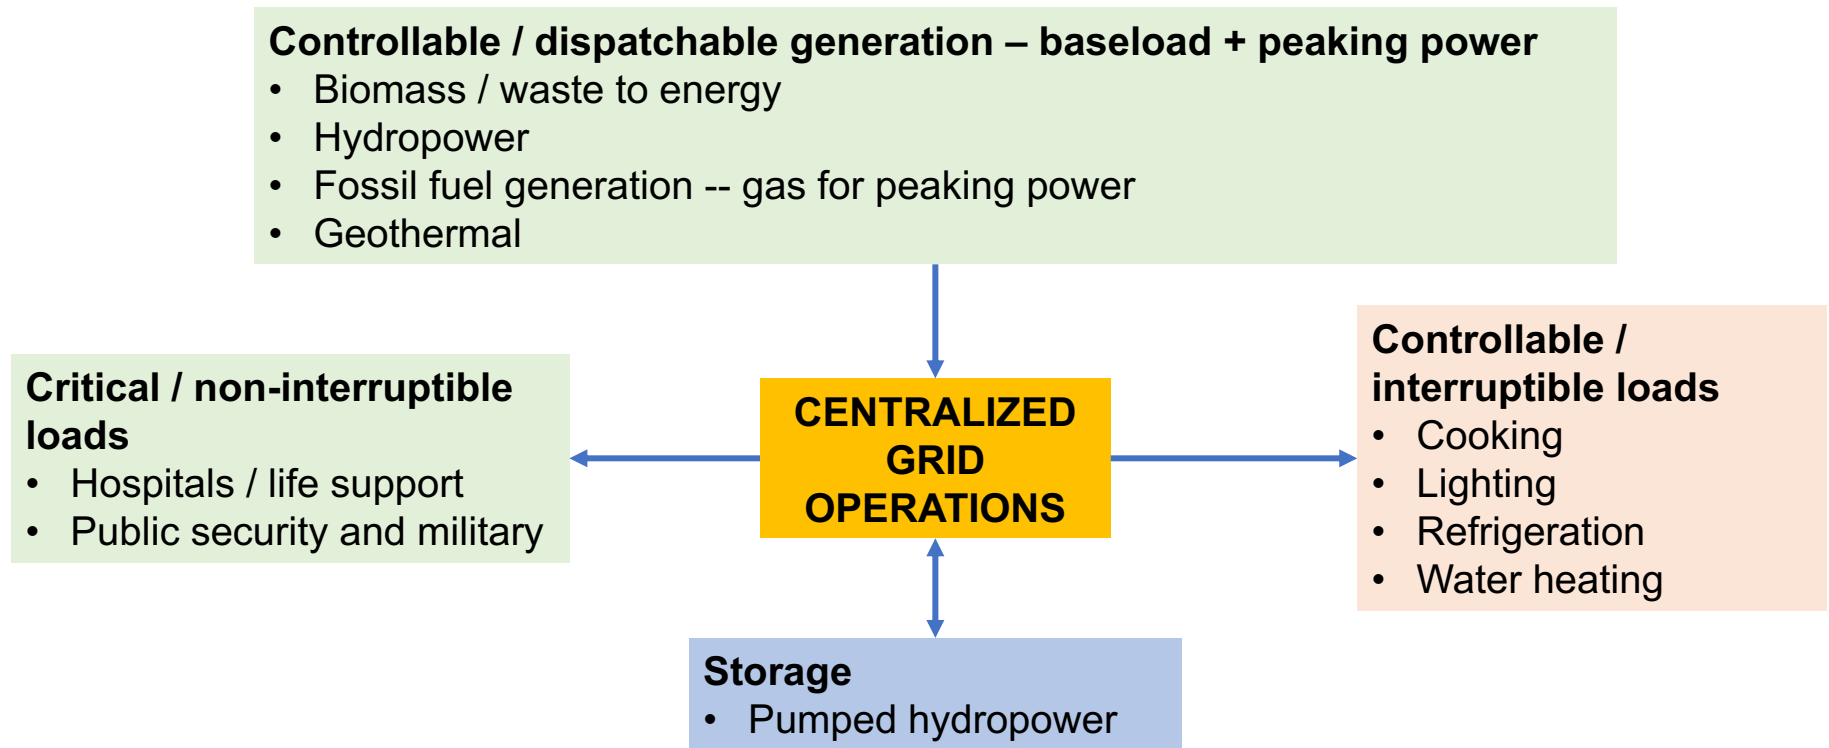 Controllable / dispatchable generation – baseload + peaking power
• Biomass / waste to energy
• Hydropower
• Fossil fuel generation -- gas for peaking power
• Geothermal
Critical / non-interruptible
loads
• Hospitals / life support
• Public security and military
CENTRALIZED
GRID
OPERATIONS
Controllable /
interruptible loads
• Cooking
• Lighting
• Refrigeration
• Water heating
Storage
• Pumped hydropower